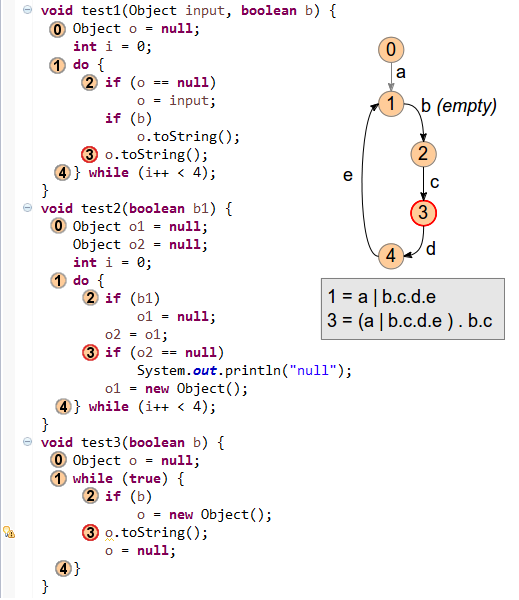 void test1(Object input, boolean b) {
0 Object o = null;
int i = 0;
1 do {
2 if (o == null)
o = input;
if (b)
o.toString();
3 o.toString();
4 } while (i++ < 4);
}
void test2(boolean b1) {
0 Object o1 = null;
Object o2 = null;
int i = 0;
1 do {
2 if (b1)
o1 = null;
o2 = o1;
3 if (o2 == null)
System.out.println("null");
o1 = new Object();
4 } while (i++ < 4);
}
void test3(boolean b) {
0 Object o = null;
1 while (true) {
2 if (b)
o = new Object();
3 o.toString();
o = null;
4 }
}
0
a
1 b (empty)
2
e c
3
4 d
1 = a | b.c.d.e
3 = (a | b.c.d.e ) . b.c